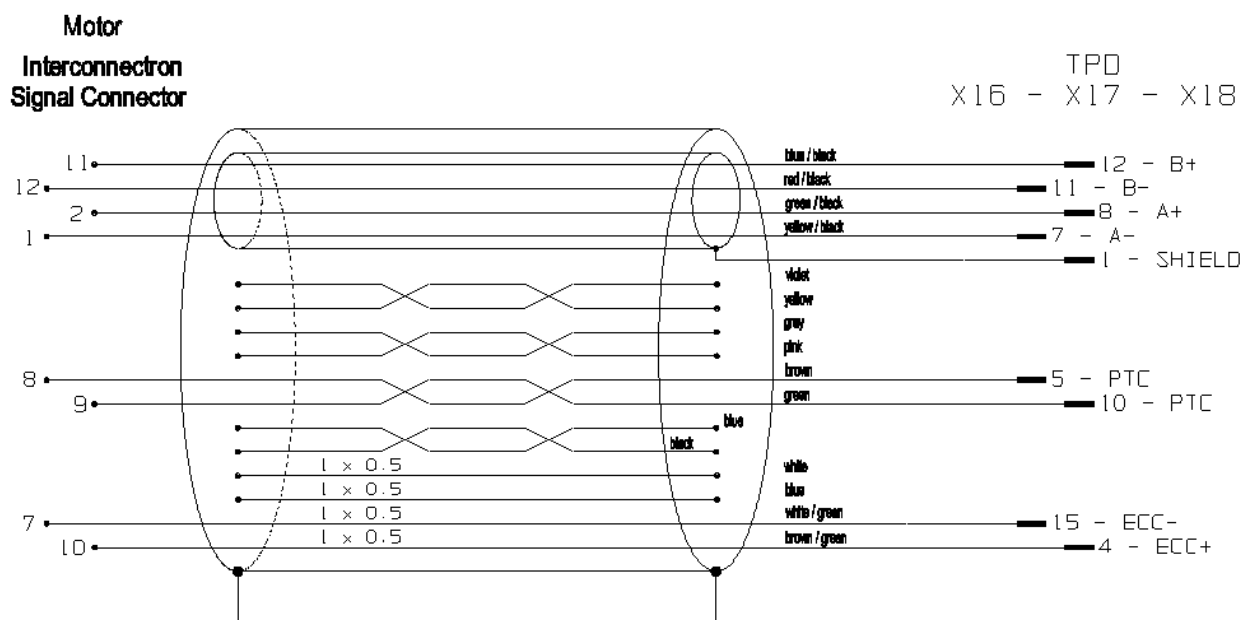 Motor
Interconnectron
Signal Connector
TPD
X16 - X17 - X18
11 blue / black 12 - B+
12 red / black 11 - B-
2 green / black 8 - A+
1 yellow / black 7 - A-
1 - SHIELD
violet
yellow
grey
pink
8 brown 5 - PTC
9 green 10 - PTC
blue
black
1 x 0.5 white
1 x 0.5 blue
7 1 x 0.5 white / green 15 - ECC-
10 1 x 0.5 brown / green 4 - ECC+